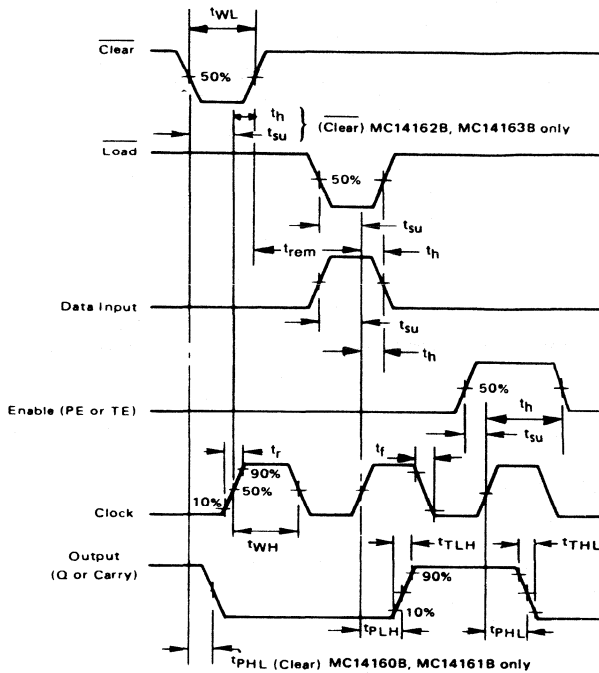 tWL
Clear
50%
th
tsu
} (Clear) MC14162B, MC14163B only
Load
50%
tsu
trem
th
Data Input
tsu
th
50%
th
Enable (PE or TE)
tsu
tr
tf
90%
50%
10%
Clock
tWH
tTLH
tTHL
Output
(Q or Carry)
90%
10%
tPLH
tPHL
tPHL (Clear) MC14160B, MC14161B only